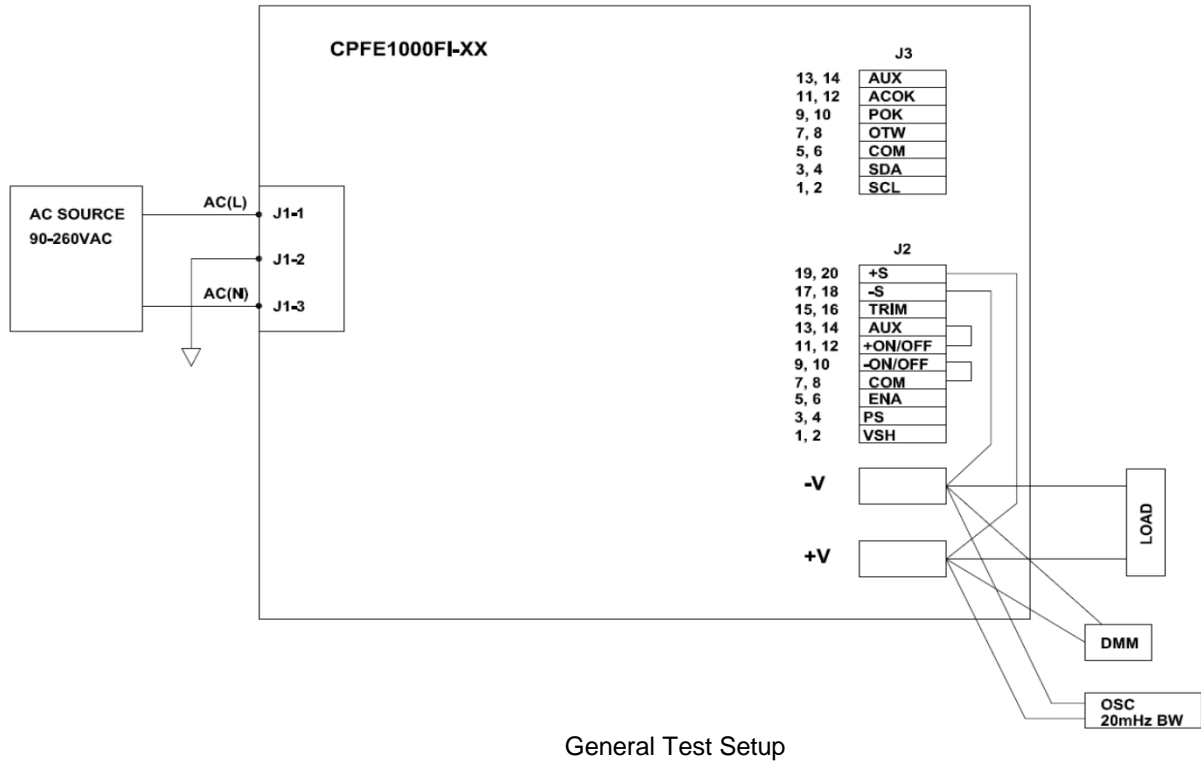 CPFE1000FI-XX
J3
13, 14 AUX
11, 12 ACOK
9, 10 POK
7, 8 OTW
5, 6 COM
3, 4 SDA
1, 2 SCL
AC SOURCE
90-260VAC
AC(L)
J1-1
J1-2
AC(N)
J1-3
J2
19, 20 +S
17, 18 -S
15, 16 TRIM
13, 14 AUX
11, 12 +ON/OFF
9, 10 -ON/OFF
7, 8 COM
5, 6 ENA
3, 4 PS
1, 2 VSH
-V
+V
LOAD
DMM
OSC
20mHz BW
General Test Setup